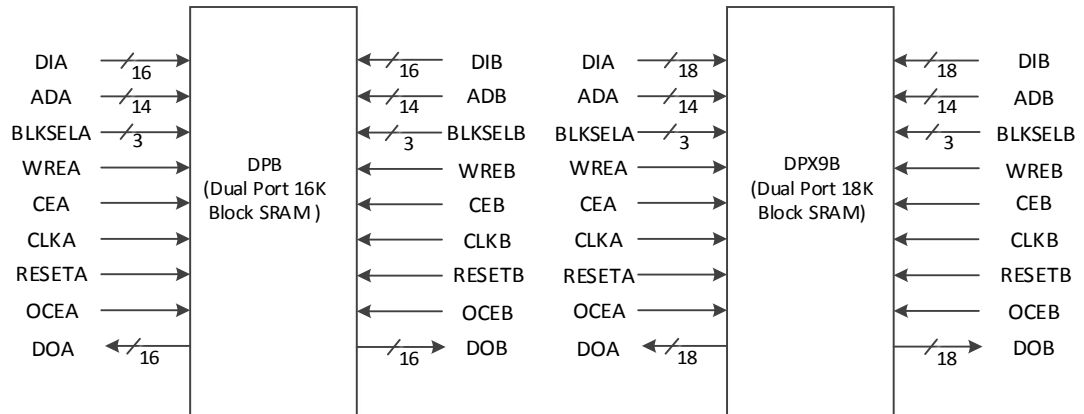 DIA 16 16 DIB DIA 18 18 DIB
ADA 14 14 ADB ADA 14 14 ADB
BLKSELA 3 3 BLKSELB BLKSELA 3 3 BLKSELB
WREA DPB WREB WREA DPX9B WREB
(Dual Port 16K (Dual Port 18K
CEA Block SRAM ) CEB CEA Block SRAM) CEB
CLKA CLKB CLKA CLKB
RESETA RESETB RESETA RESETB
OCEA OCEB OCEA OCEB
DOA 16 16 DOB DOA 18 18 DOB